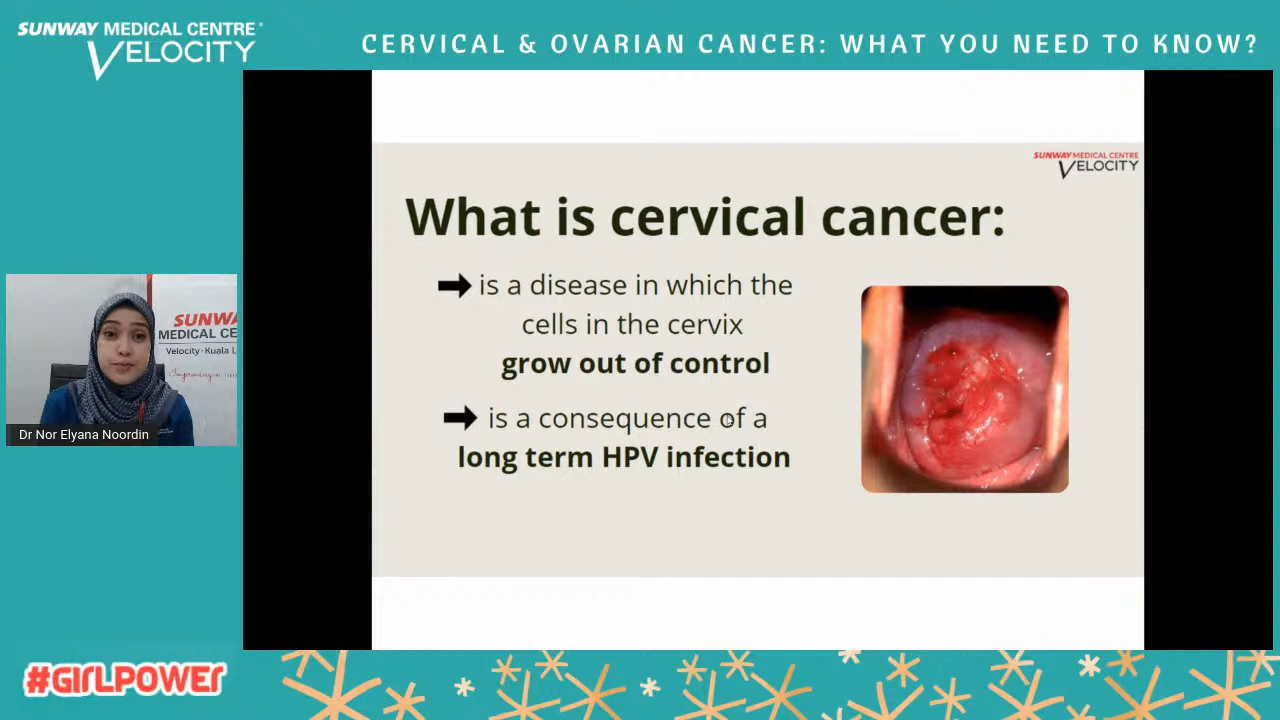 SUNWAY MEDICAL CENTRE
VELOCITY
CERVICAL & OVARIAN CANCER: WHAT YOU NEED TO KNOW?
SUNWAY MEDICAL CENTRE
VELOCITY
What is cervical cancer:
is a disease in which the
cells in the cervix
grow out of control
is a consequence of a
long term HPV infection
SUNWA
MEDICAL CE
Velocity - Kuala L
Dr Nor Elyana Noordin
#GIRLPOWER